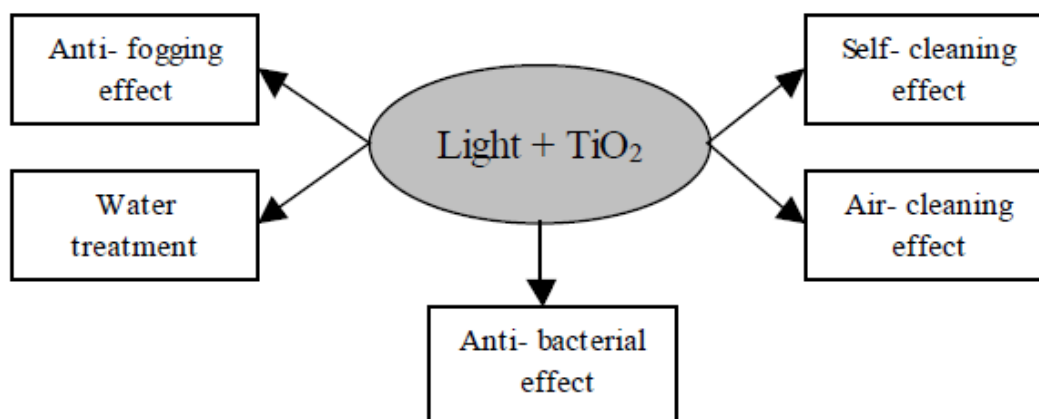 Anti- fogging
effect
Self- cleaning
effect
Light + TiO₂
Water
treatment
Air- cleaning
effect
Anti- bacterial
effect